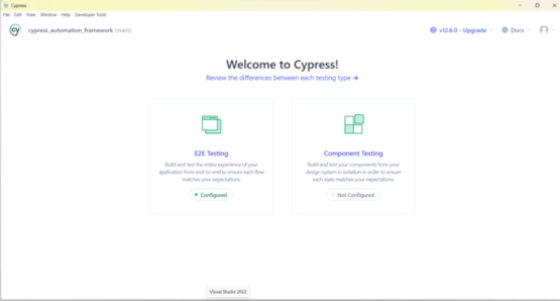 Cypress
File Edit View Window Help Developer Tools
cy cypress_automation_framework (main) v12.6.0 - Upgrade Docs
Welcome to Cypress!
Review the differences between each testing type →
E2E Testing
Build and test the entire experience of your
application from end-to-end to ensure each flow
matches your expectations.
Configured
Component Testing
Build and test your components from your
design system in isolation in order to ensure
each state matches your expectations.
Not Configured
Visual Studio 2022